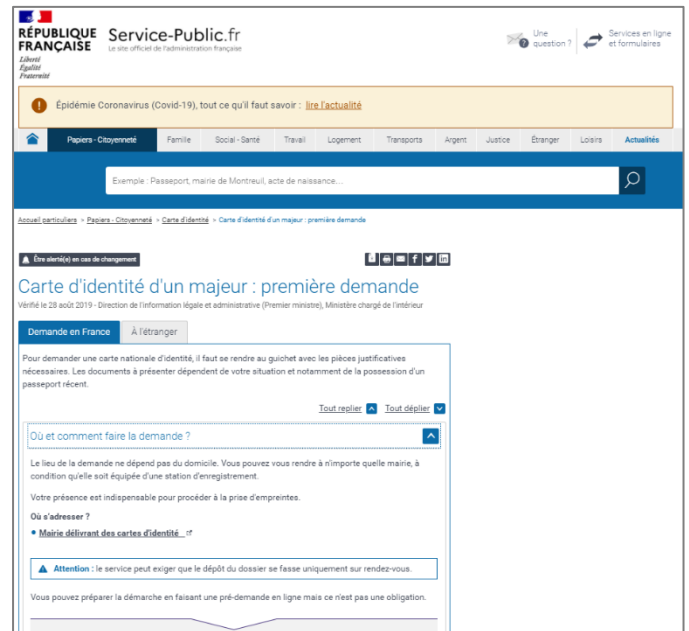 RÉPUBLIQUE
FRANÇAISE
Liberté
Égalité
Fraternité
Service-Public.fr
Le site officiel de l'administration française
Une
question ?
Services en ligne
et formulaires
Épidémie Coronavirus (Covid-19), tout ce qu'il faut savoir : lire l'actualité
Papiers - Citoyenneté Famille Social - Santé Travail Logement Transports Argent Justice Étranger Loisirs Actualités
Exemple : Passeport, mairie de Montreuil, acte de naissance...
Accueil particuliers > Papiers - Citoyenneté > Carte d'identité > Carte d'identité d'un majeur : première demande
Être alerté(e) en cas de changement
Carte d'identité d'un majeur : première demande
Vérifié le 28 août 2019 - Direction de l'information légale et administrative (Premier ministre), Ministère chargé de l'intérieur
Demande en France À l'étranger
Pour demander une carte nationale d'identité, il faut se rendre au guichet avec les pièces justificatives
nécessaires. Les documents à présenter dépendent de votre situation et notamment de la possession d'un
passeport récent.
Tout replier Tout déplier
Où et comment faire la demande ?
Le lieu de la demande ne dépend pas du domicile. Vous pouvez vous rendre à n'importe quelle mairie, à
condition qu'elle soit équipée d'une station d'enregistrement.
Votre présence est indispensable pour procéder à la prise d'empreintes.
Où s'adresser ?
• Mairie délivrant des cartes d'identité
Attention : le service peut exiger que le dépôt du dossier se fasse uniquement sur rendez-vous.
Vous pouvez préparer la démarche en faisant une pré-demande en ligne mais ce n'est pas une obligation.